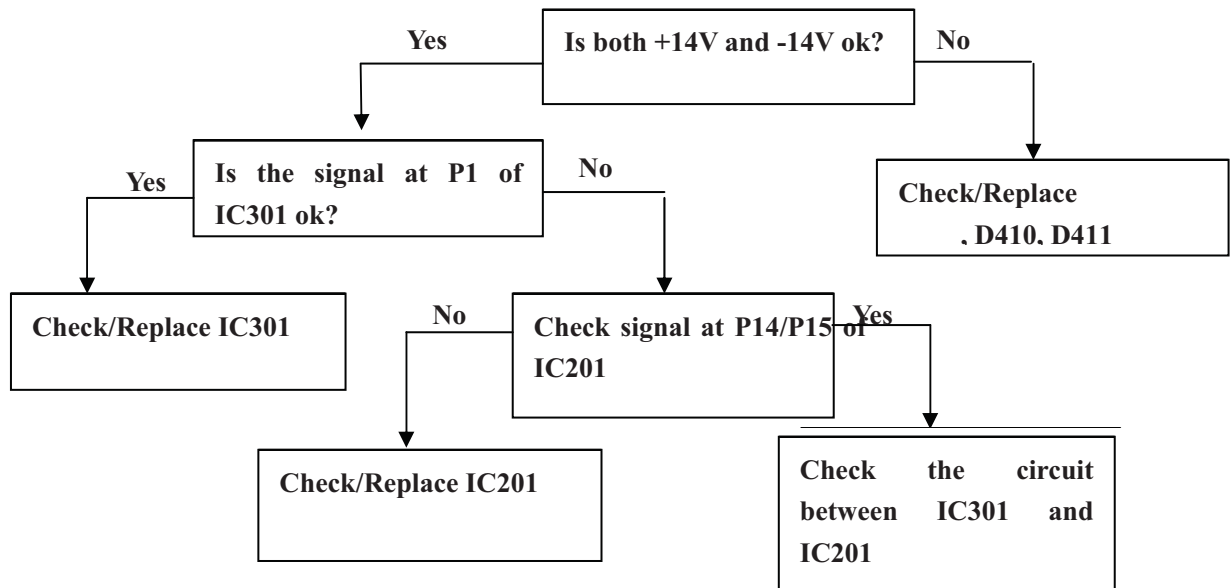 Yes
Is both +14V and -14V ok?
No
Yes
Is the signal at P1 of
IC301 ok?
No
Check/Replace
, D410, D411
Check/Replace IC301
No
Check signal at P14/P15 of
IC201
Yes
Check/Replace IC201
Check the circuit
between IC301 and
IC201